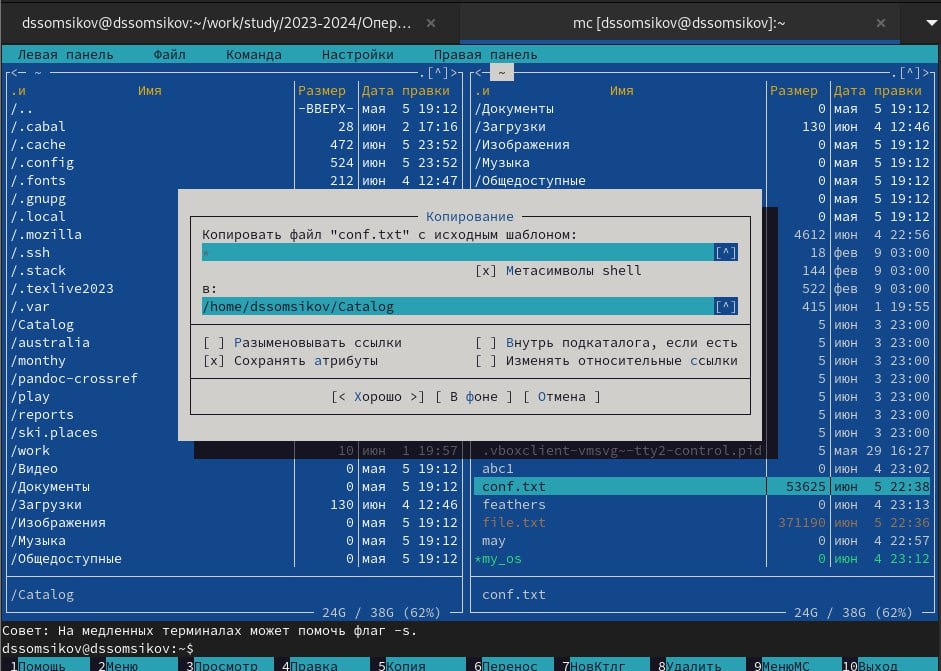 dssomsikov@dssomsikov:~/work/study/2023-2024/Опер... ×
mc [dssomsikov@dssomsikov]:~ ×
Левая панель Файл Команда Настройки Правая панель
<- ~ .[^]>
.и Имя Размер Дата правки
/.. -ВВЕРХ- мая 5 19:12
/.cabal 28 июн 2 17:16
/.cache 472 июн 5 23:52
/.config 524 июн 5 23:52
/.fonts 212 июн 4 12:47
/.gnupg
/.local
/.mozilla
/.ssh
/.stack
/.texlive2023
/.var
/Catalog
/australia
/monthy
/pandoc-crossref
/play
/reports
/ski.places
/work 10 июн 1 19:57
/Видео 0 мая 5 19:12
/Документы 0 мая 5 19:12
/Загрузки 130 июн 4 12:46
/Изображения 0 мая 5 19:12
/Музыка 0 мая 5 19:12
/Общедоступные 0 мая 5 19:12
/Catalog
24G / 38G (62%)
<- ~ .[^]>
.и Имя Размер Дата правки
/Документы 0 мая 5 19:12
/Загрузки 130 июн 4 12:46
/Изображения 0 мая 5 19:12
/Музыка 0 мая 5 19:12
/Общедоступные 0 мая 5 19:12
0 мая 5 19:12
0 мая 5 19:12
4612 июн 4 22:56
18 фев 9 03:00
144 фев 9 03:00
522 фев 9 03:00
415 июн 1 19:55
5 июн 3 23:00
5 июн 3 23:00
5 июн 3 23:00
5 июн 3 23:00
5 июн 3 23:00
5 июн 3 23:00
5 июн 3 23:00
.vboxclient-vmsvg~-tty2-control.pid 5 мая 29 16:27
abc1 0 июн 4 23:02
conf.txt 53625 июн 5 22:38
feathers 0 июн 4 23:13
file.txt 371190 июн 5 22:36
may 0 июн 4 22:57
*my_os 0 июн 4 23:12
conf.txt
24G / 38G (62%)
Копирование
Копировать файл "conf.txt" с исходным шаблоном:
* [^]
[x] Метасимволы shell
в:
/home/dssomsikov/Catalog [^]
[ ] Разыменовывать ссылки [ ] Внутрь подкаталога, если есть
[x] Сохранять атрибуты [ ] Изменять относительные ссылки
[< Хорошо >] [ В фоне ] [ Отмена ]
Совет: На медленных терминалах может помочь флаг -s.
dssomsikov@dssomsikov:~$
1Помощь 2Меню 3Просмотр 4Правка 5Копия 6Перенос 7НовКтлг 8Удалить 9МенюМС 10Выход